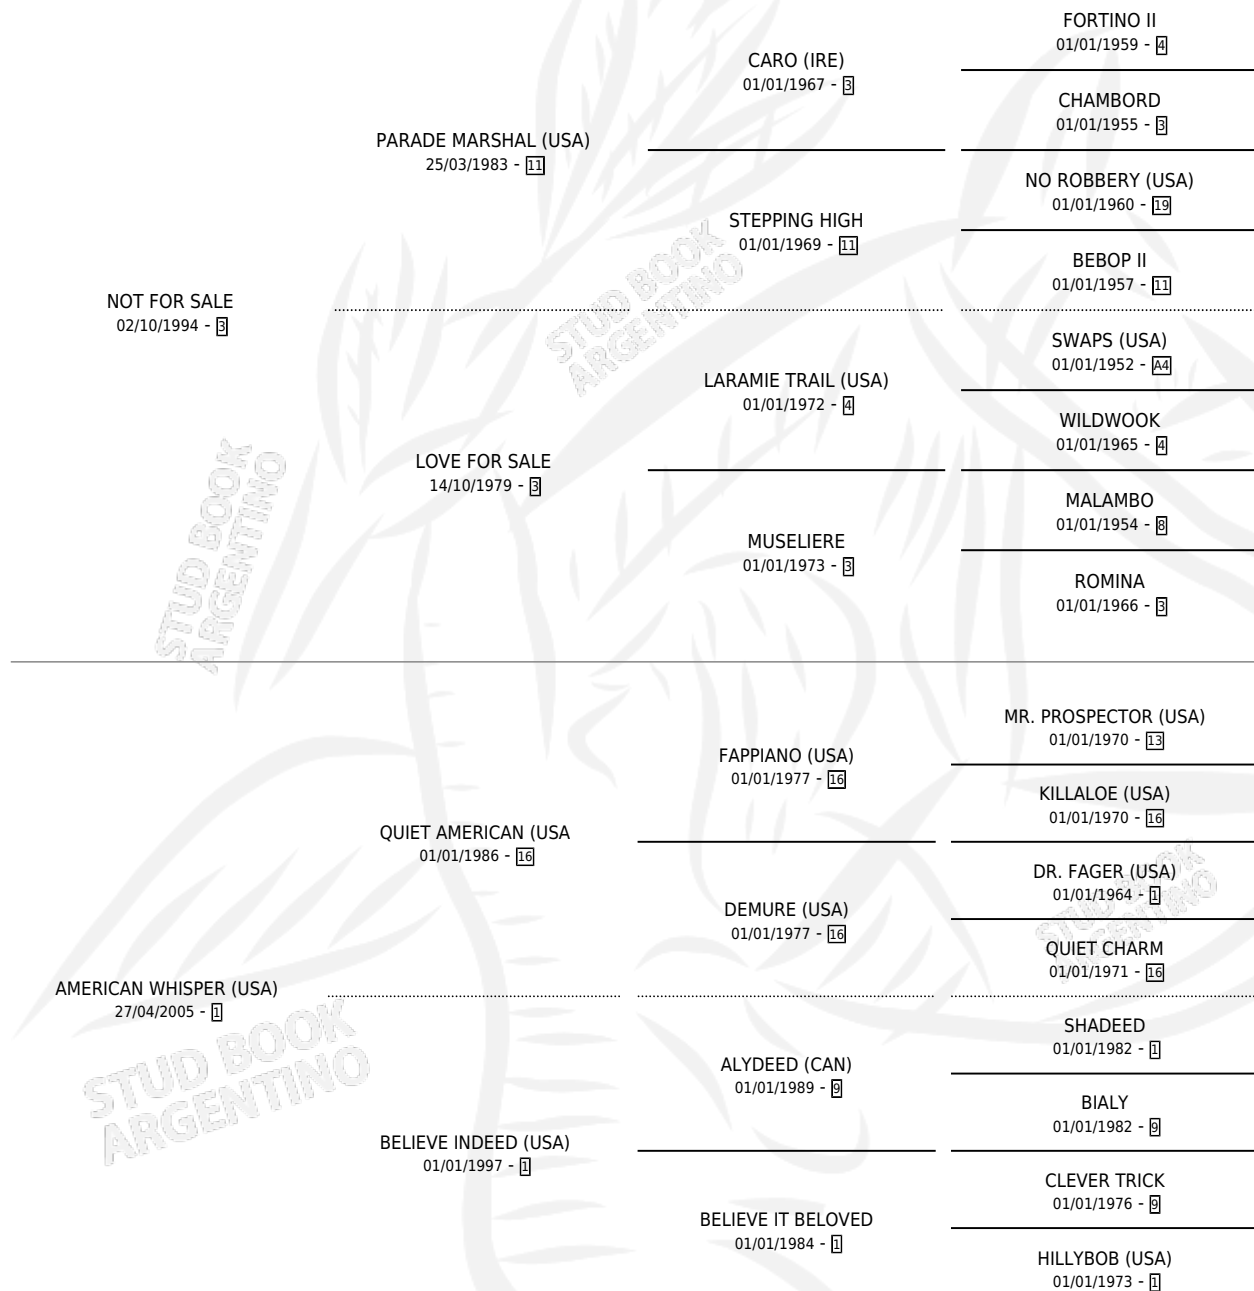 FORTINO II
01/01/1959 - 4
CARO (IRE)
01/01/1967 - 3
CHAMBORD
01/01/1955 - 3
PARADE MARSHAL (USA)
25/03/1983 - 11
NO ROBBERY (USA)
01/01/1960 - 19
STEPPING HIGH
01/01/1969 - 11
BEBOP II
01/01/1957 - 11
NOT FOR SALE
02/10/1994 - 3
SWAPS (USA)
01/01/1952 - A4
LARAMIE TRAIL (USA)
01/01/1972 - 4
WILDWOOK
01/01/1965 - 4
LOVE FOR SALE
14/10/1979 - 3
MALAMBO
01/01/1954 - 8
MUSELIERE
01/01/1973 - 3
ROMINA
01/01/1966 - 3
MR. PROSPECTOR (USA)
01/01/1970 - 13
FAPPIANO (USA)
01/01/1977 - 16
KILLALOE (USA)
01/01/1970 - 16
QUIET AMERICAN (USA
01/01/1986 - 16
DR. FAGER (USA)
01/01/1964 - 1
DEMURE (USA)
01/01/1977 - 16
QUIET CHARM
01/01/1971 - 16
AMERICAN WHISPER (USA)
27/04/2005 - 1
SHADEED
01/01/1982 - 1
ALYDEED (CAN)
01/01/1989 - 9
BIALY
01/01/1982 - 9
BELIEVE INDEED (USA)
01/01/1997 - 1
CLEVER TRICK
01/01/1976 - 9
BELIEVE IT BELOVED
01/01/1984 - 1
HILLYBOB (USA)
01/01/1973 - 1
STUD BOOK
ARGENTINO
STUD BOOK
ARGENTINO
STUD BOOK
ARGENTINO
STUD BOOK
ARGENTINO